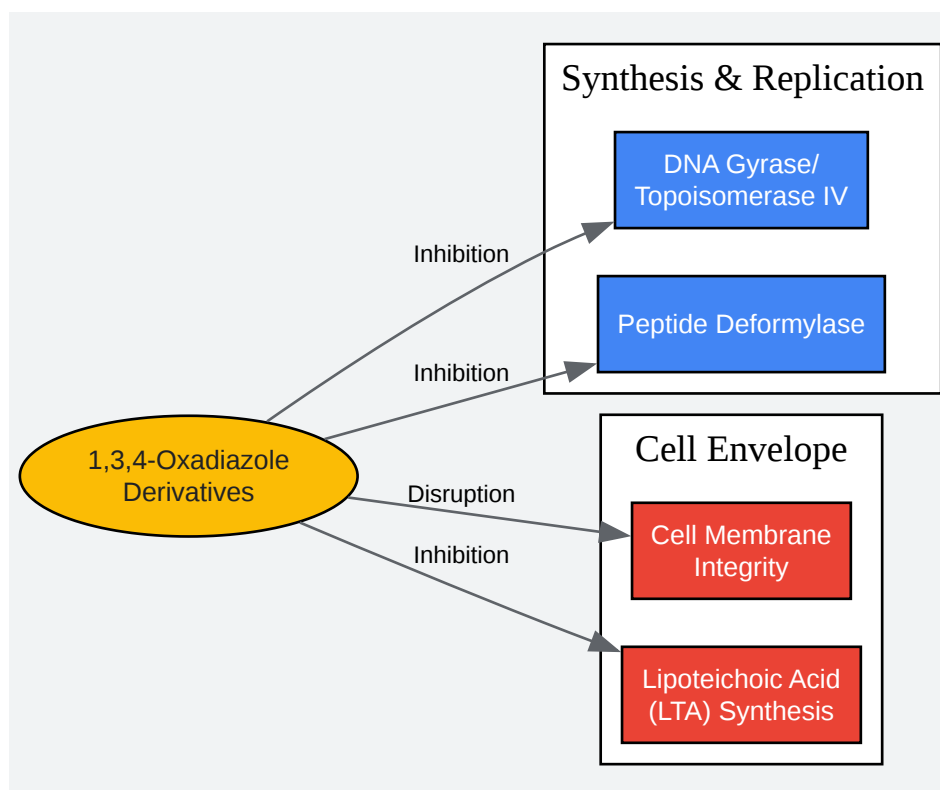 Synthesis & Replication
DNA Gyrase/
Topoisomerase IV
Inhibition
Peptide Deformylase
Inhibition
1,3,4-Oxadiazole
Derivatives
Cell Envelope
Disruption
Cell Membrane
Integrity
Inhibition
Lipoteichoic Acid
(LTA) Synthesis